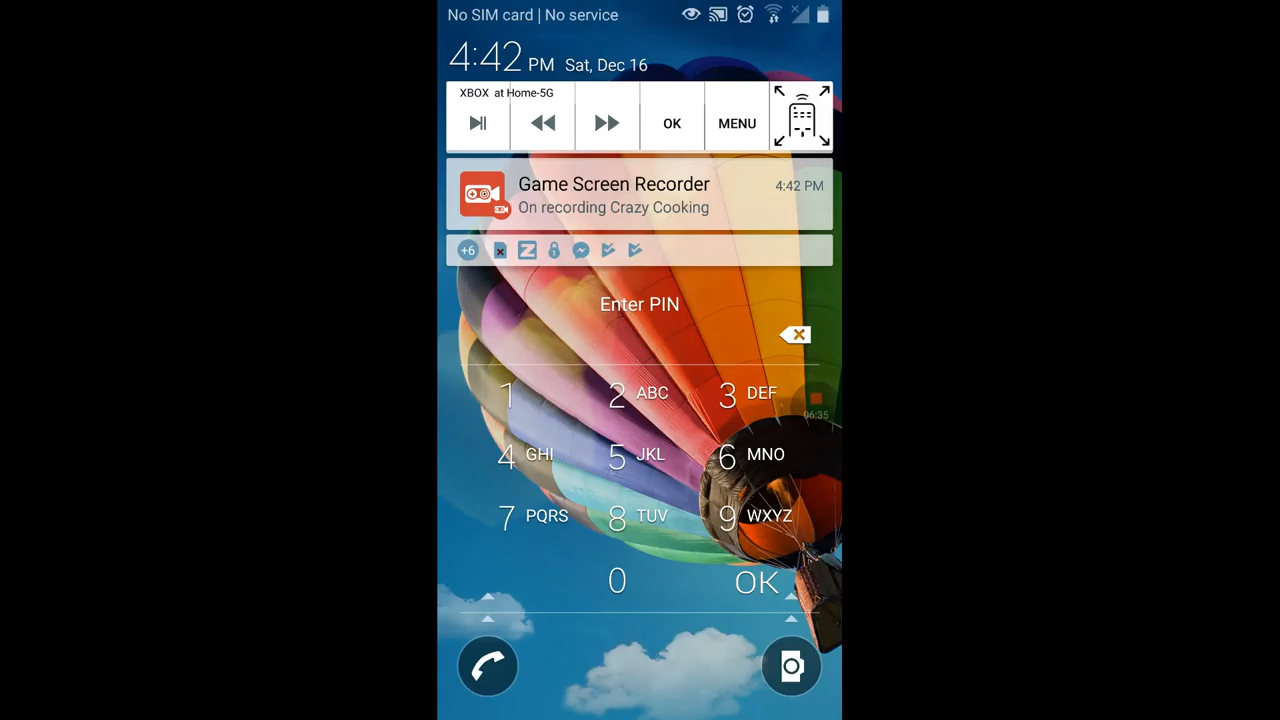 No SIM card | No service
4:42 PM Sat, Dec 16
XBOX at Home-5G
OK MENU
Game Screen Recorder 4:42 PM
On recording Crazy Cooking
+6
Enter PIN
1 2 ABC 3 DEF
06:35
4 GHI 5 JKL 6 MNO
7 PQRS 8 TUV 9 WXYZ
0 OK